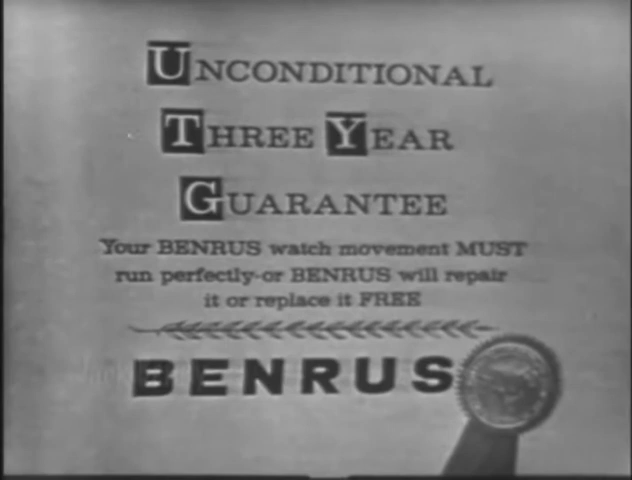 UNCONDITIONAL
THREE YEAR
GUARANTEE
Your BENRUS watch movement MUST
run perfectly-or BENRUS will repair
it or replace it FREE
BENRUS